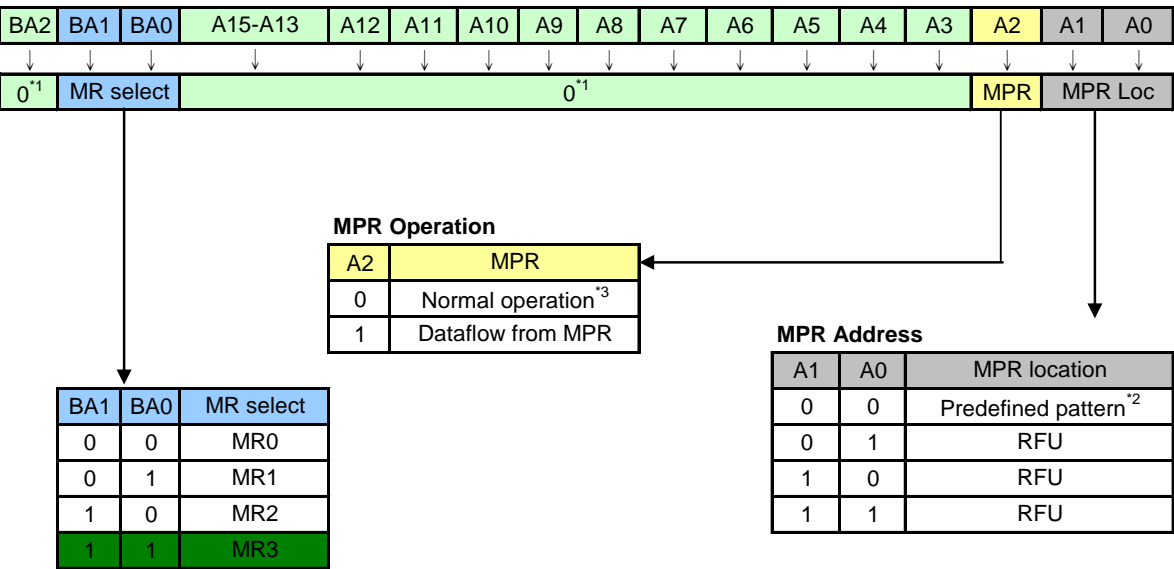 BA2 BA1 BA0 A15-A13 A12 A11 A10 A9 A8 A7 A6 A5 A4 A3 A2 A1 A0
0*1 MR select 0*1 MPR MPR Loc
MPR Operation
A2 MPR
0 Normal operation*3
1 Dataflow from MPR
MPR Address
A1 A0 MPR location
0 0 Predefined pattern*2
0 1 RFU
1 0 RFU
1 1 RFU
BA1 BA0 MR select
0 0 MR0
0 1 MR1
1 0 MR2
1 1 MR3